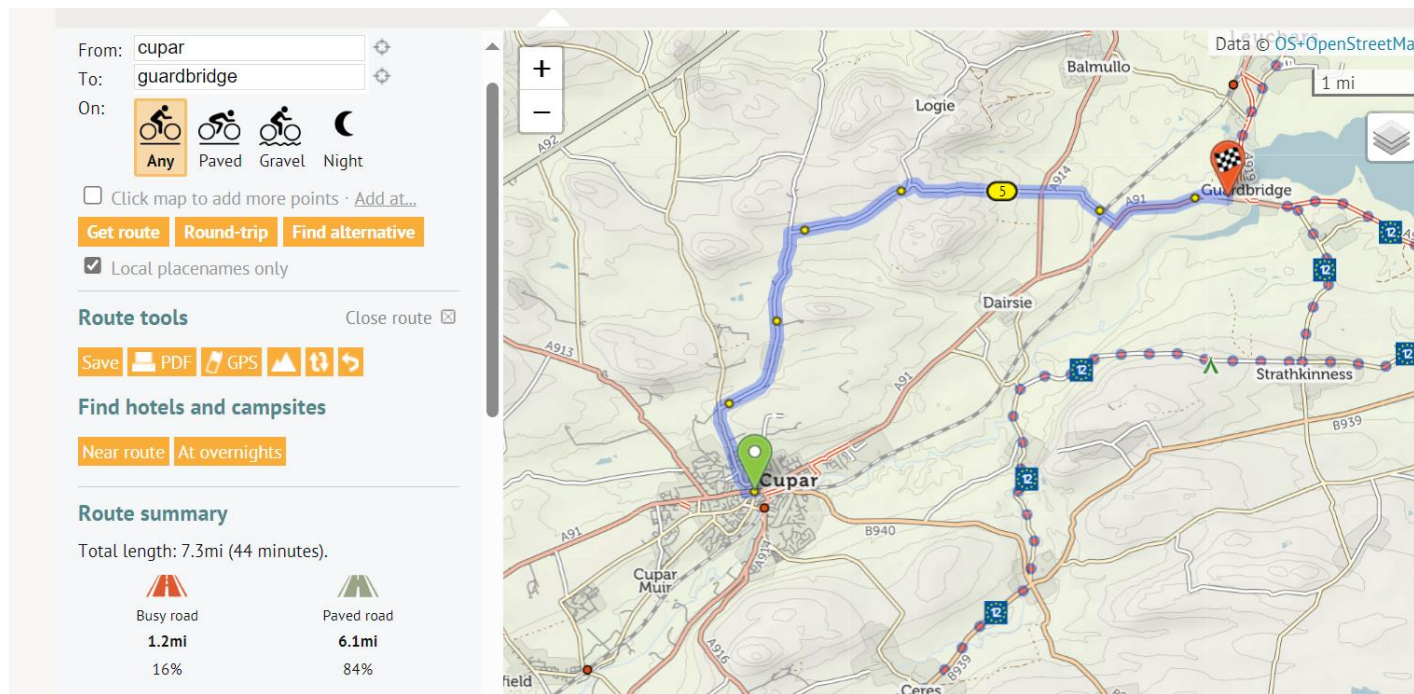 From: cupar
To: guardbridge
On:
Any Paved Gravel Night
Click map to add more points · Add at...
Get route Round-trip Find alternative
Local placenames only
Route tools Close route
Save PDF GPS
Find hotels and campsites
Near route At overnights
Route summary
Total length: 7.3mi (44 minutes).
Busy road Paved road
1.2mi 6.1mi
16% 84%
+
−
Leuchars
Data © OS+OpenStreetMa
1 mi
Balmullo
Logie
A92
A914
A919
Guardbridge
5
A91
12
12
Dairsie
A913
12
12
Strathkinness
A91
B939
Cupar
12
B940
A91
A914
Cupar
Muir
12
A916
B939
field
Ceres